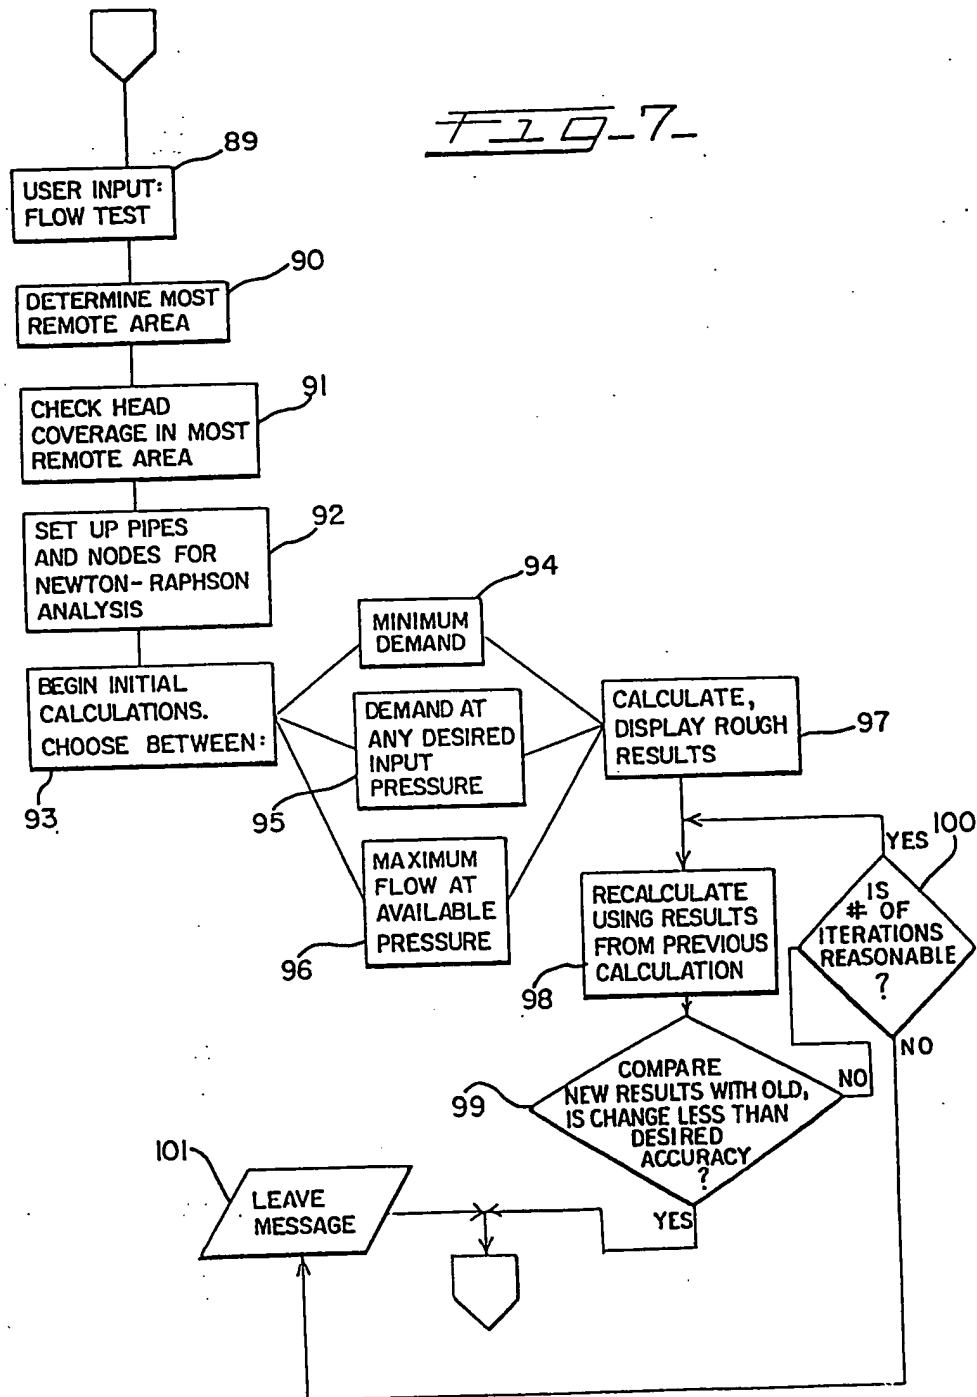 Fig-7-
89
USER INPUT:
FLOW TEST
90
DETERMINE MOST
REMOTE AREA
91
CHECK HEAD
COVERAGE IN MOST
REMOTE AREA
92
SET UP PIPES
AND NODES FOR
NEWTON-RAPHSON
ANALYSIS
93
BEGIN INITIAL
CALCULATIONS.
CHOOSE BETWEEN:
94
MINIMUM
DEMAND
95
DEMAND AT
ANY DESIRED
INPUT
PRESSURE
96
MAXIMUM
FLOW AT
AVAILABLE
PRESSURE
97
CALCULATE,
DISPLAY ROUGH
RESULTS
98
RECALCULATE
USING RESULTS
FROM PREVIOUS
CALCULATION
100
YES
IS
# OF
ITERATIONS
REASONABLE
?
NO
99
COMPARE
NEW RESULTS WITH OLD,
IS CHANGE LESS THAN
DESIRED
ACCURACY
?
NO
YES
101
LEAVE
MESSAGE